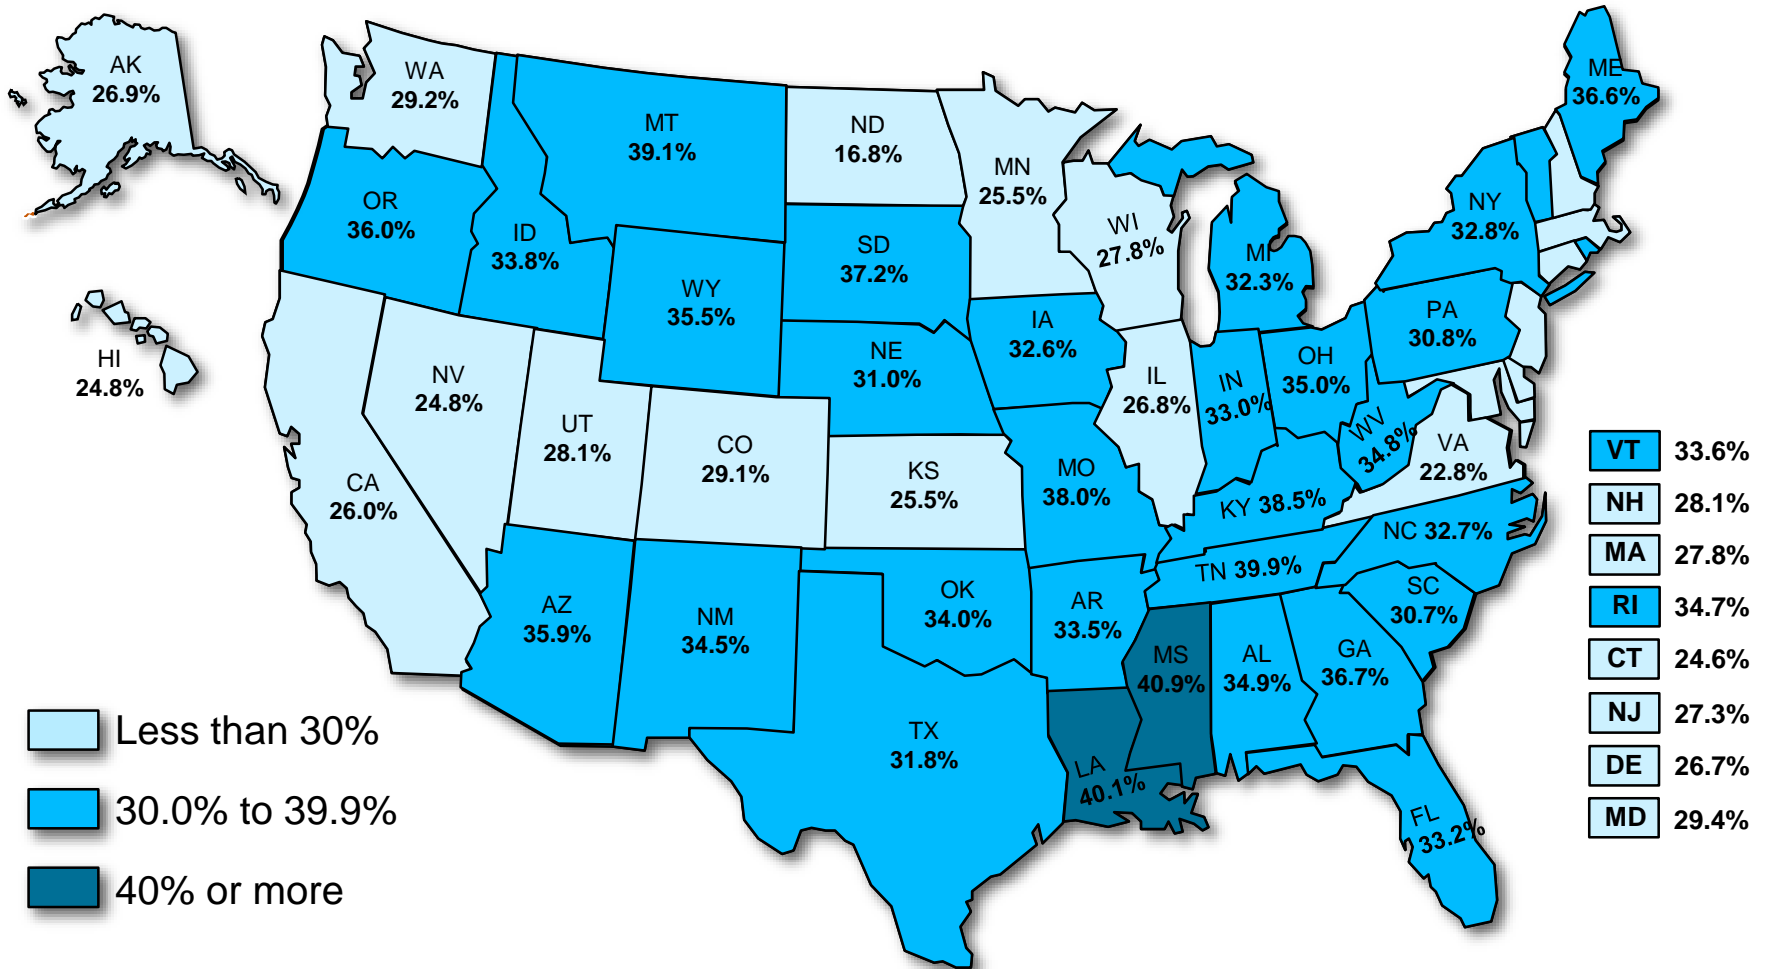 AK
26.9%
WA
29.2%
MT
39.1%
ND
16.8%
MN
25.5%
ME
36.6%
OR
36.0%
ID
33.8%
SD
37.2%
WI
27.8%
MI
32.3%
NY
32.8%
WY
35.5%
IA
32.6%
PA
30.8%
HI
24.8%
NV
24.8%
NE
31.0%
IL
26.8%
IN
33.0%
OH
35.0%
UT
28.1%
CO
29.1%
WV
34.8%
VA
22.8%
CA
26.0%
KS
25.5%
MO
38.0%
KY 38.5%
NC 32.7%
TN 39.9%
AZ
35.9%
NM
34.5%
OK
34.0%
AR
33.5%
SC
30.7%
MS
40.9%
AL
34.9%
GA
36.7%
TX
31.8%
LA
40.1%
FL
33.2%
VT 33.6%
NH 28.1%
MA 27.8%
RI 34.7%
CT 24.6%
NJ 27.3%
DE 26.7%
MD 29.4%
Less than 30%
30.0% to 39.9%
40% or more